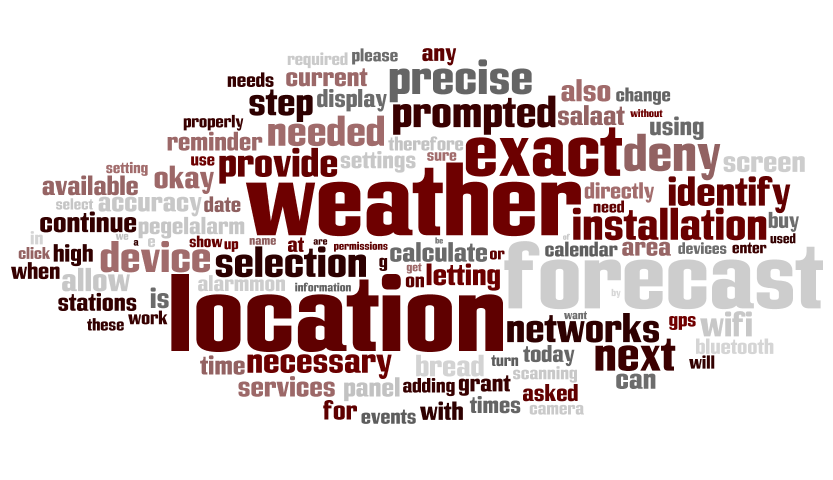 required please any
needs current precise also change
step display prompted salaat without
properly reminder needed therefore exact deny using
use provide settings sure screen
setting okay weather directly identify
available accuracy date need
select
continue pegelalarm installation buy
in we a e show up name at are permissions be calculate or calendar area devices enter used
click high device selection g get forecast
when allow alarmmon information on letting by
stations is location
these work want networks gps wifi
time necessary bread turn today next will bluetooth
services panel adding grant scanning can
for events with times asked camera of